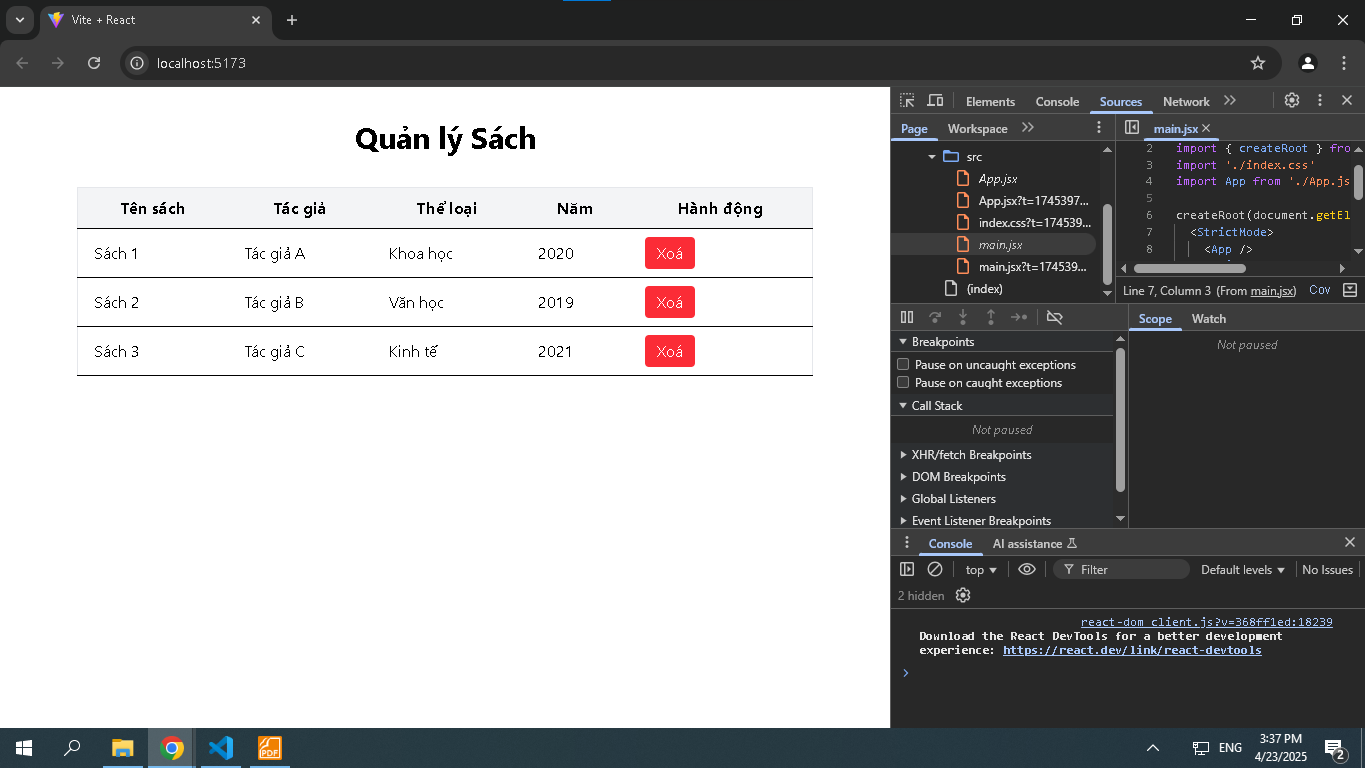 Vite + React
localhost:5173
Quản lý Sách
Tên sách Tác giả Thể loại Năm Hành động
Sách 1 Tác giả A Khoa học 2020 Xoá
Sách 2 Tác giả B Văn học 2019 Xoá
Sách 3 Tác giả C Kinh tế 2021 Xoá
Elements Console Sources Network
Page Workspace
src
App.jsx
App.jsx?t=1745397...
index.css?t=174539...
main.jsx
main.jsx?t=174539...
(index)
main.jsx
2 import { createRoot } fro
3 import './index.css'
4 import App from './App.js
5
6 createRoot(document.getEl
7 <StrictMode>
8 <App />
Line 7, Column 3 (From main.jsx) Cov
Scope Watch
Not paused
Breakpoints
Pause on uncaught exceptions
Pause on caught exceptions
Call Stack
Not paused
XHR/fetch Breakpoints
DOM Breakpoints
Global Listeners
Event Listener Breakpoints
Console AI assistance
top Filter Default levels No Issues
2 hidden
react-dom_client.js?v=368ff1ed:18239
Download the React DevTools for a better development
experience: https://react.dev/link/react-devtools
PDF
ENG
3:37 PM
4/23/2025
2